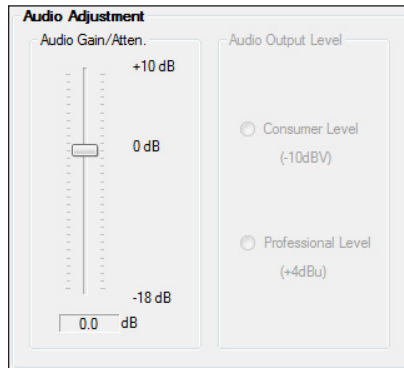 Audio Adjustment
Audio Gain/Atten.
+10 dB
0 dB
-18 dB
0.0 dB
Audio Output Level
Consumer Level
(-10dBV)
Professional Level
(+4dBu)